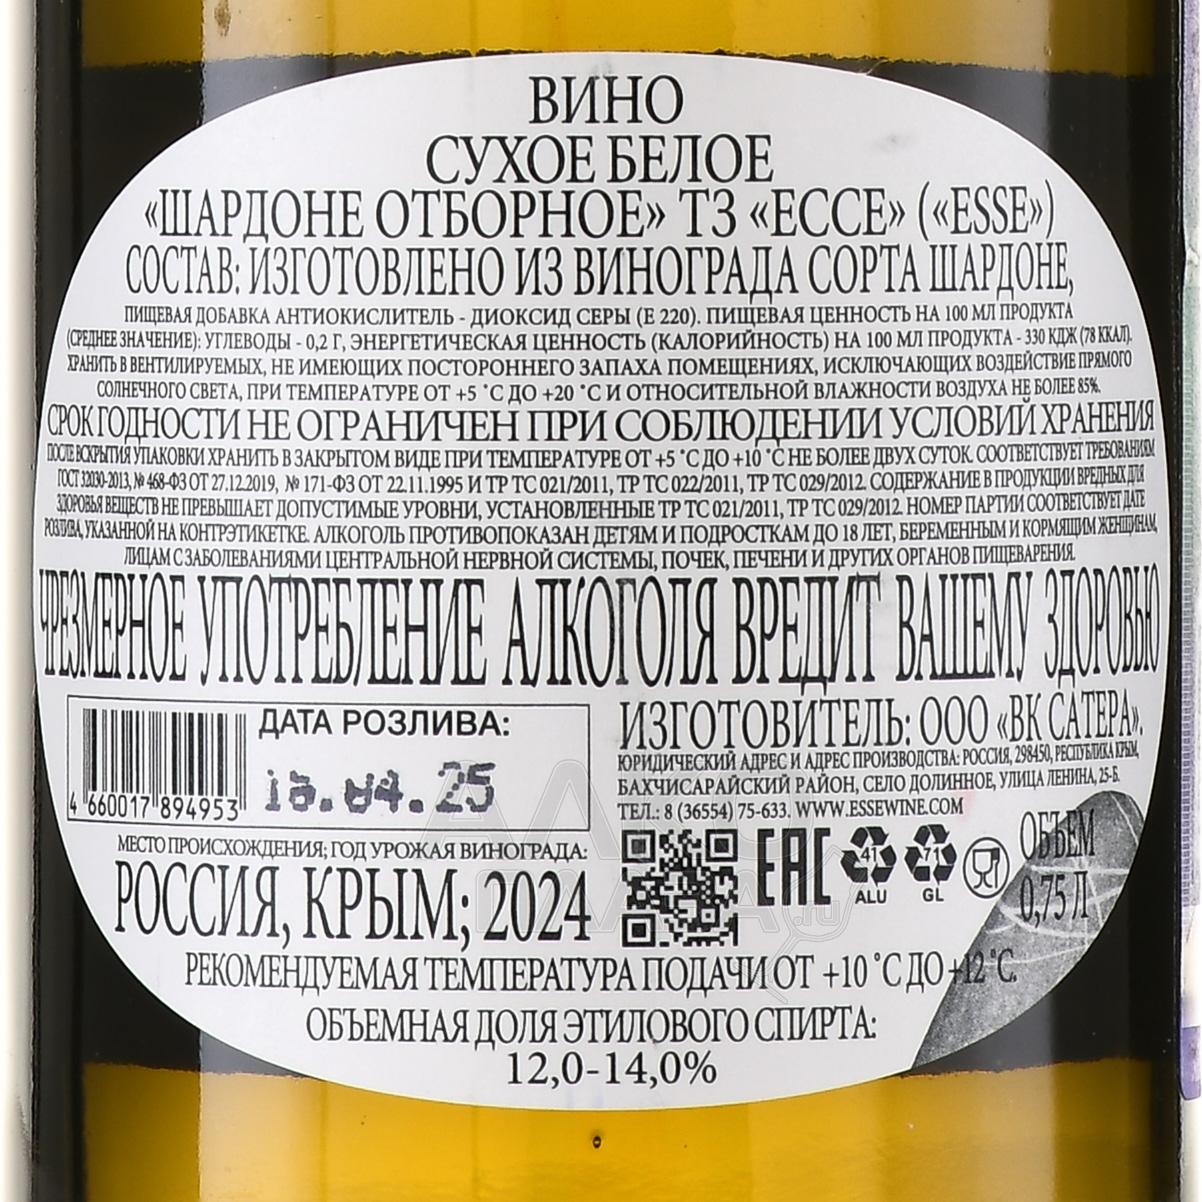 ВИНО
СУХОЕ БЕЛОЕ
«ШАРДОНЕ ОТБОРНОЕ» ТЗ «ЕССЕ» («ESSE»)
СОСТАВ: ИЗГОТОВЛЕНО ИЗ ВИНОГРАДА СОРТА ШАРДОНЕ,
ПИЩЕВАЯ ДОБАВКА АНТИОКИСЛИТЕЛЬ - ДИОКСИД СЕРЫ (Е 220). ПИЩЕВАЯ ЦЕННОСТЬ НА 100 МЛ ПРОДУКТА
(СРЕДНЕЕ ЗНАЧЕНИЕ): УГЛЕВОДЫ - 0,2 Г, ЭНЕРГЕТИЧЕСКАЯ ЦЕННОСТЬ (КАЛОРИЙНОСТЬ) НА 100 МЛ ПРОДУКТА - 330 КДЖ (78 ККАЛ).
ХРАНИТЬ В ВЕНТИЛИРУЕМЫХ, НЕ ИМЕЮЩИХ ПОСТОРОННЕГО ЗАПАХА ПОМЕЩЕНИЯХ, ИСКЛЮЧАЮЩИХ ВОЗДЕЙСТВИЕ ПРЯМОГО
СОЛНЕЧНОГО СВЕТА, ПРИ ТЕМПЕРАТУРЕ ОТ +5 °С ДО +20 °С И ОТНОСИТЕЛЬНОЙ ВЛАЖНОСТИ ВОЗДУХА НЕ БОЛЕЕ 85%.
СРОК ГОДНОСТИ НЕ ОГРАНИЧЕН ПРИ СОБЛЮДЕНИИ УСЛОВИЙ ХРАНЕНИЯ
ПОСЛЕ ВСКРЫТИЯ УПАКОВКИ ХРАНИТЬ В ЗАКРЫТОМ ВИДЕ ПРИ ТЕМПЕРАТУРЕ ОТ +5 °С ДО +10 °С НЕ БОЛЕЕ ДВУХ СУТОК. СООТВЕТСТВУЕТ ТРЕБОВАНИЯМ
ГОСТ 32030-2013, № 468-ФЗ ОТ 27.12.2019, № 171-ФЗ ОТ 22.11.1995 И ТР ТС 021/2011, ТР ТС 022/2011, ТР ТС 029/2012. СОДЕРЖАНИЕ В ПРОДУКЦИИ ВРЕДНЫХ ДЛЯ
ЗДОРОВЬЯ ВЕЩЕСТВ НЕ ПРЕВЫШАЕТ ДОПУСТИМЫЕ УРОВНИ, УСТАНОВЛЕННЫЕ ТР ТС 021/2011, ТР ТС 029/2012. НОМЕР ПАРТИИ СООТВЕТСТВУЕТ ДАТЕ
РОЗЛИВА, УКАЗАННОЙ НА КОНТРЭТИКЕТКЕ. АЛКОГОЛЬ ПРОТИВОПОКАЗАН ДЕТЯМ И ПОДРОСТКАМ ДО 18 ЛЕТ, БЕРЕМЕННЫМ И КОРМЯЩИМ ЖЕНЩИНАМ,
ЛИЦАМ С ЗАБОЛЕВАНИЯМИ ЦЕНТРАЛЬНОЙ НЕРВНОЙ СИСТЕМЫ, ПОЧЕК, ПЕЧЕНИ И ДРУГИХ ОРГАНОВ ПИЩЕВАРЕНИЯ.
ЧРЕЗМЕРНОЕ УПОТРЕБЛЕНИЕ АЛКОГОЛЯ ВРЕДИТ ВАШЕМУ ЗДОРОВЬЮ
ДАТА РОЗЛИВА:
.04.25
4 660017 894953
ИЗГОТОВИТЕЛЬ: ООО «ВК САТЕРА».
ЮРИДИЧЕСКИЙ АДРЕС И АДРЕС ПРОИЗВОДСТВА: РОССИЯ, 298450, РЕСПУБЛИКА КРЫМ,
БАХЧИСАРАЙСКИЙ РАЙОН, СЕЛО ДОЛИННОЕ, УЛИЦА ЛЕНИНА, 25-Б.
ТЕЛ.: 8 (36554) 75-633. WWW.ESSEWINE.COM
МЕСТО ПРОИСХОЖДЕНИЯ; ГОД УРОЖАЯ ВИНОГРАДА:
РОССИЯ, КРЫМ; 2024
ЕАС
41
ALU
71
GL
ОБЪЕМ
0,75 Л
РЕКОМЕНДУЕМАЯ ТЕМПЕРАТУРА ПОДАЧИ ОТ +10 °С ДО +12 °С.
ОБЪЕМНАЯ ДОЛЯ ЭТИЛОВОГО СПИРТА:
12,0-14,0%